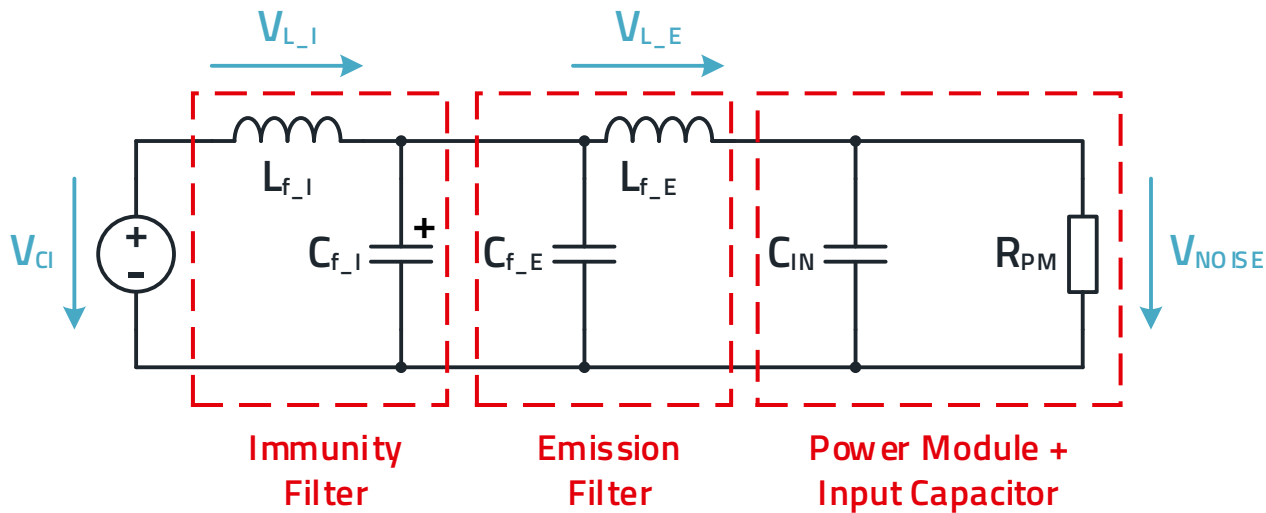 V_L_I
V_L_E
L_f_I
L_f_E
+
V_CI
+
-
C_f_I
C_f_E
C_IN
R_PM
V_NOISE
Immunity
Filter
Emission
Filter
Power Module +
Input Capacitor